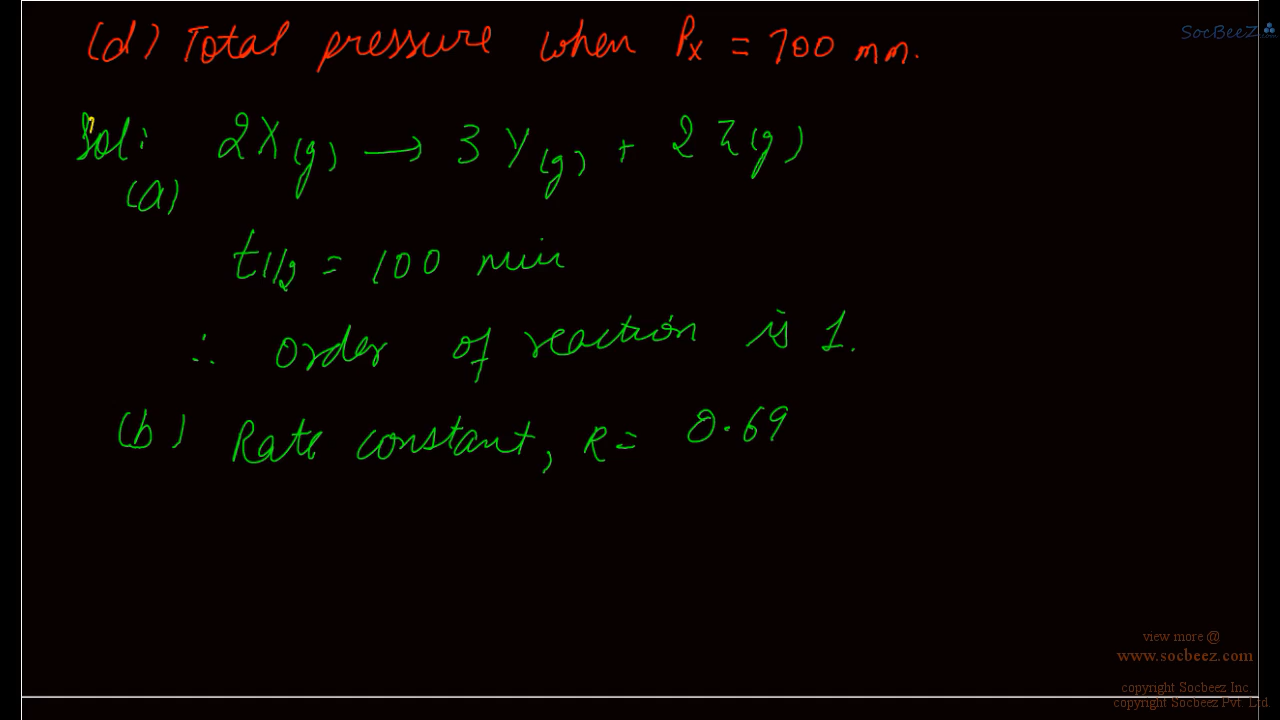 (d) Total pressure when Px = 700 mm.
SocBeeZ.com
Sol: 2X(g) → 3Y(g) + 2Z(g)
(a)
t1/2 = 100 min
∴ order of reaction is 1.
(b) Rate constant, R = 0.69
view more @
www.socbeez.com
copyright Socbeez Inc.
copyright Socbeez Pvt. Ltd.